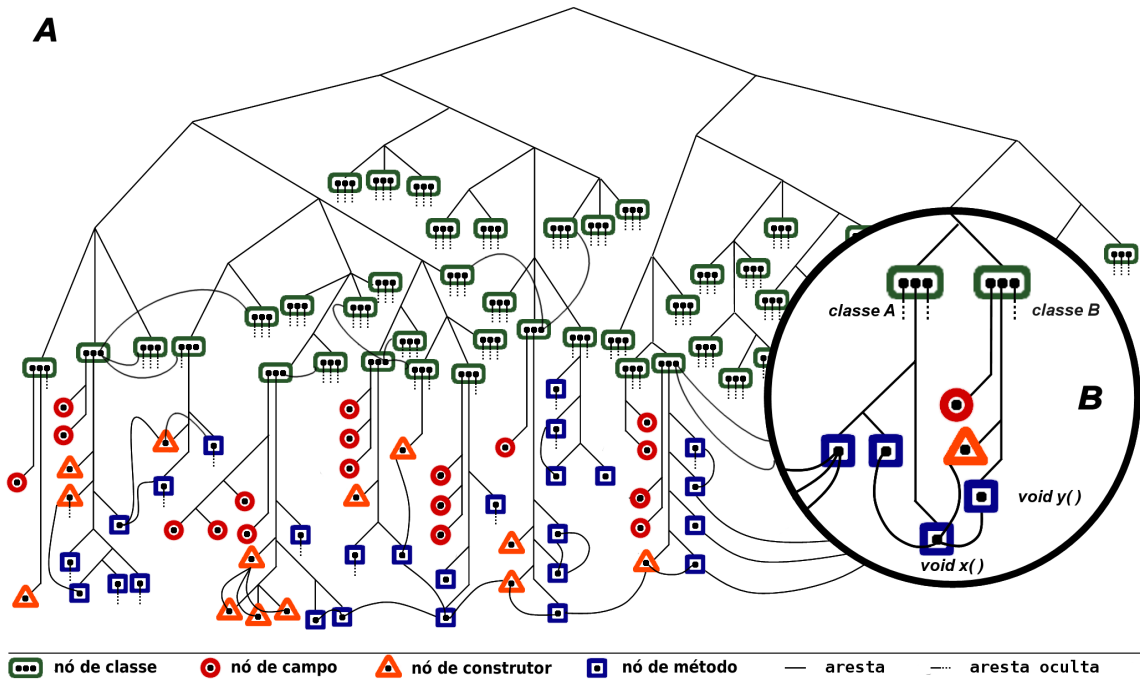 A
classe A
classe B
B
void y( )
void x( )
nó de classe nó de campo nó de construtor nó de método aresta aresta oculta